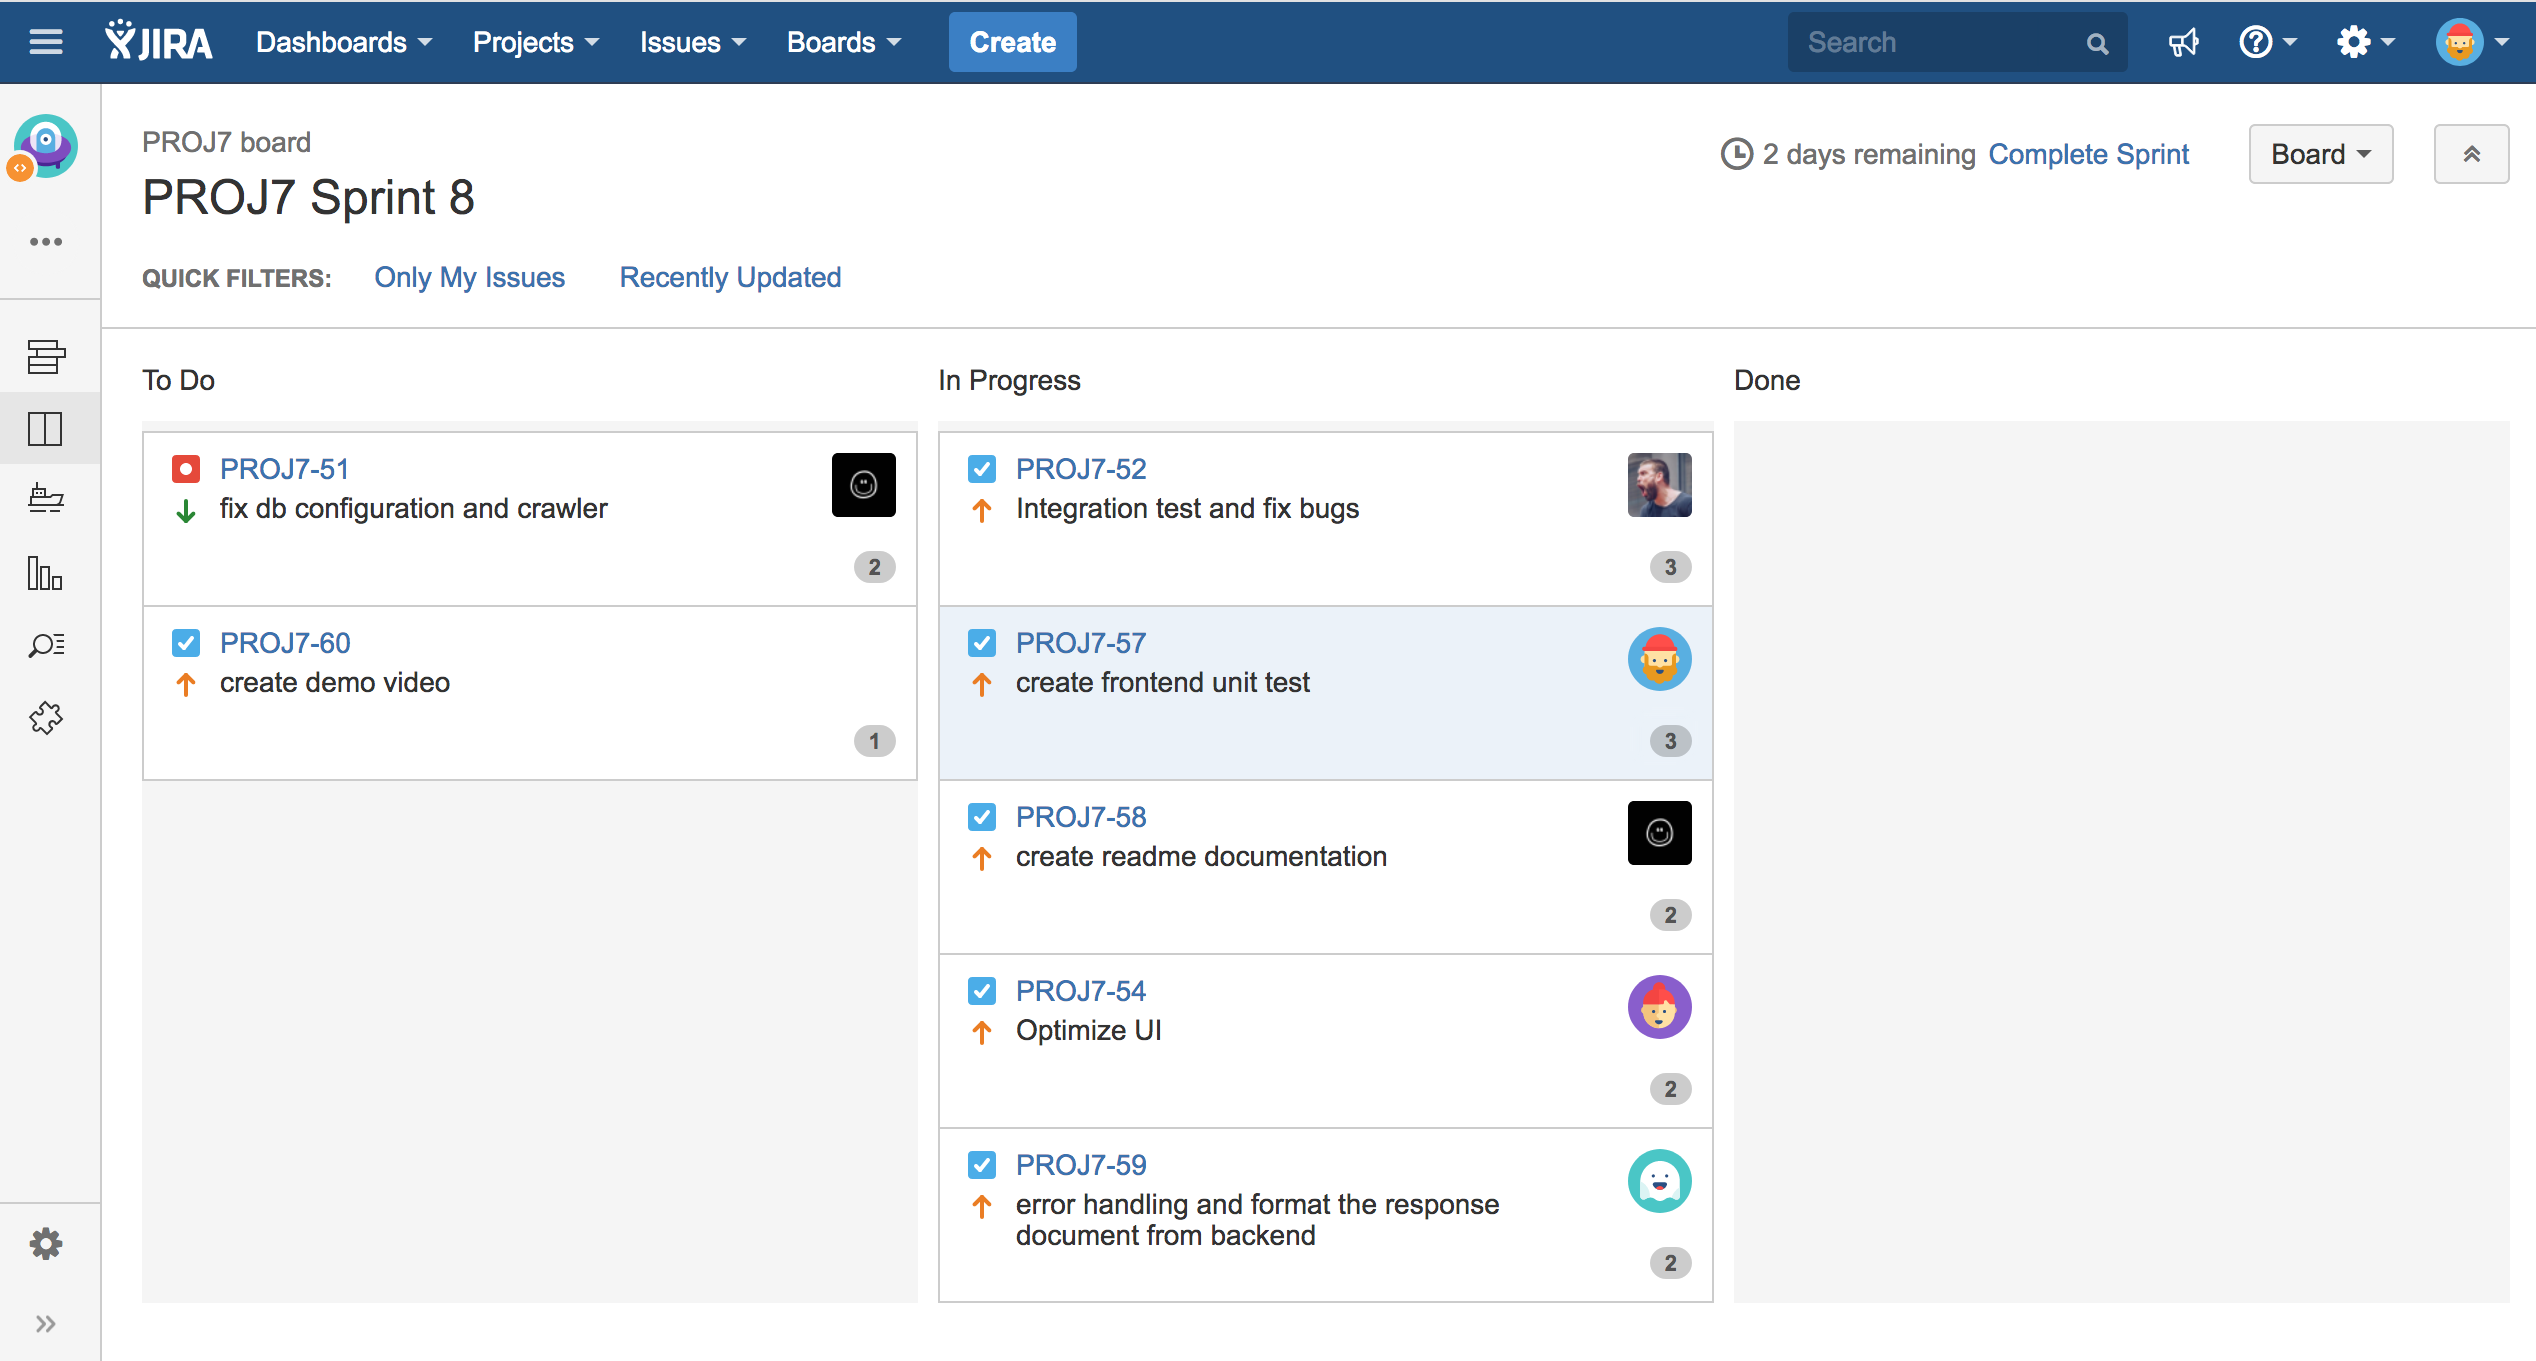 JIRA Dashboards Projects Issues Boards Create Search
PROJ7 board
2 days remaining Complete Sprint Board
PROJ7 Sprint 8
QUICK FILTERS: Only My Issues Recently Updated
To Do
PROJ7-51
fix db configuration and crawler
2
PROJ7-60
create demo video
1
In Progress
PROJ7-52
Integration test and fix bugs
3
PROJ7-57
create frontend unit test
3
PROJ7-58
create readme documentation
2
PROJ7-54
Optimize UI
2
PROJ7-59
error handling and format the response
document from backend
2
Done